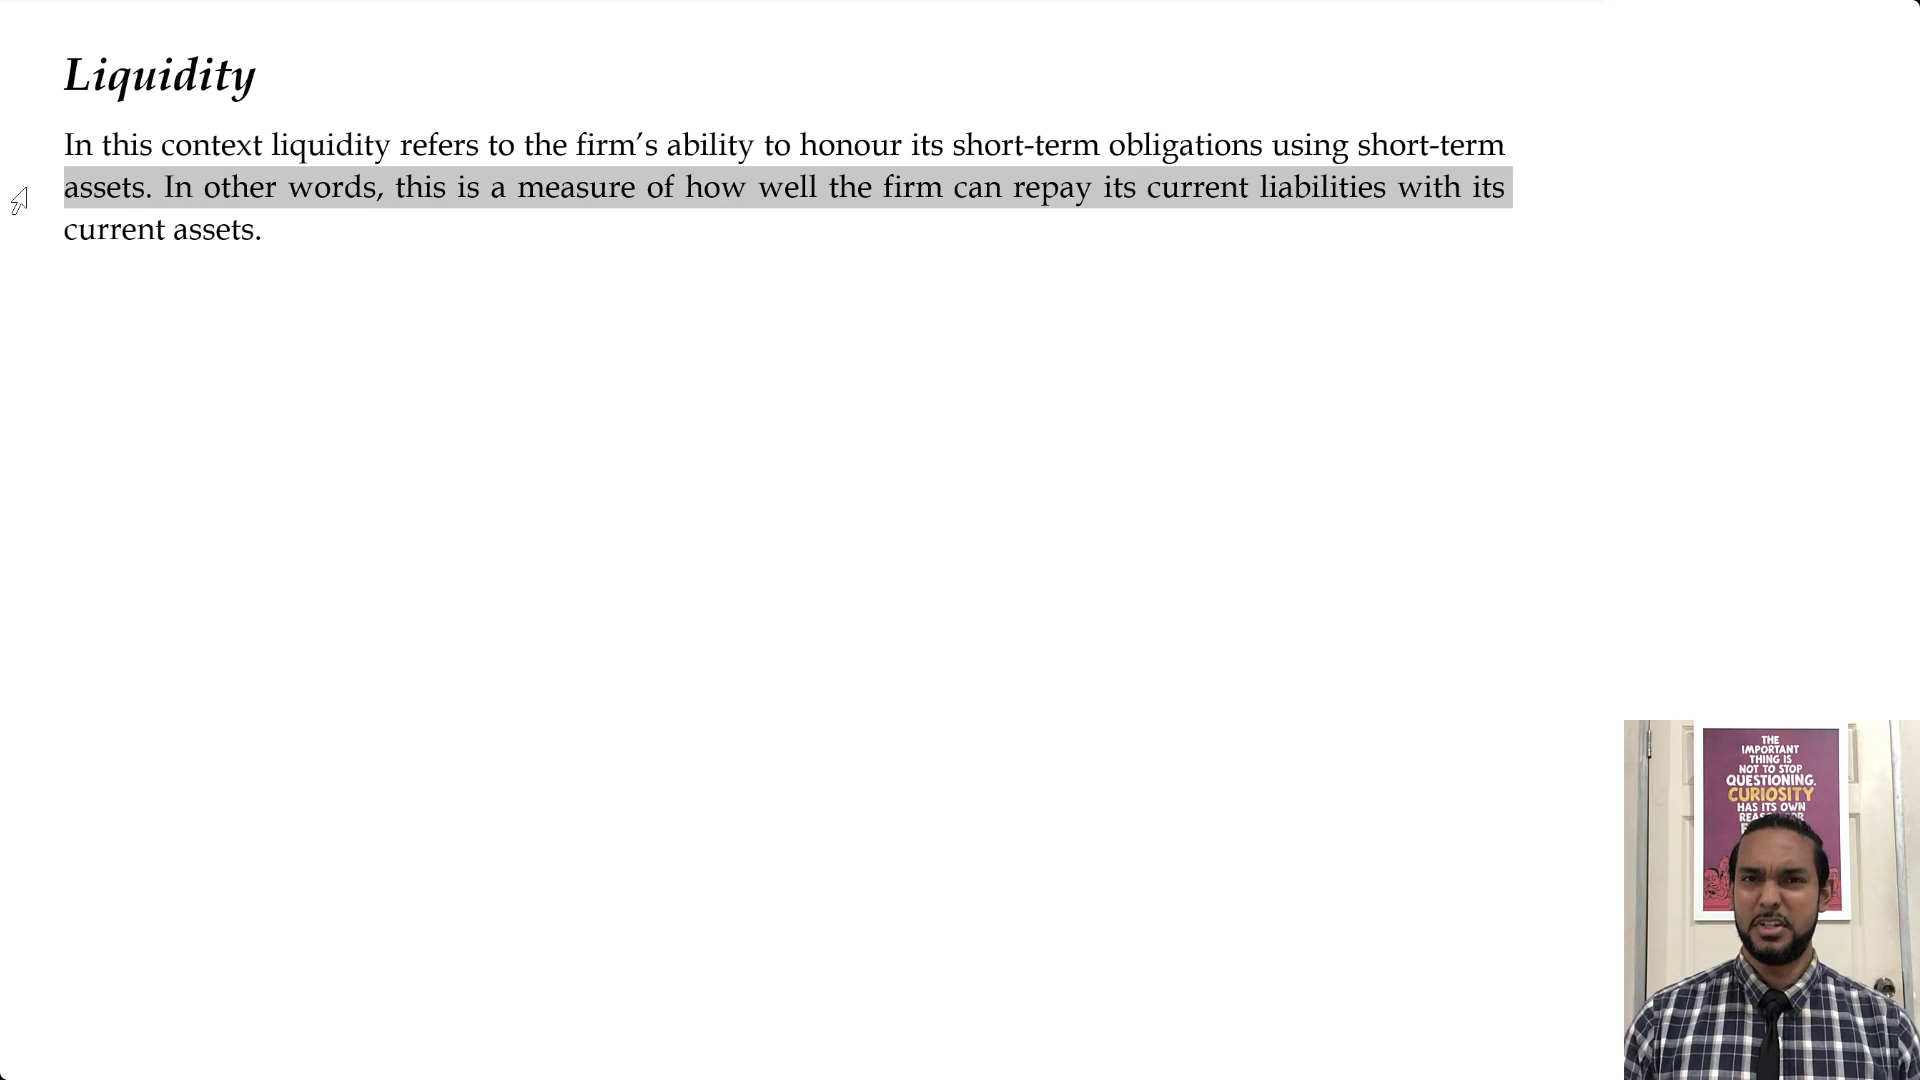 Liquidity
In this context liquidity refers to the firm's ability to honour its short-term obligations using short-term
assets. In other words, this is a measure of how well the firm can repay its current liabilities with its
current assets.
THE
IMPORTANT
THING IS
NOT TO STOP
QUESTIONING.
CURIOSITY
HAS ITS OWN